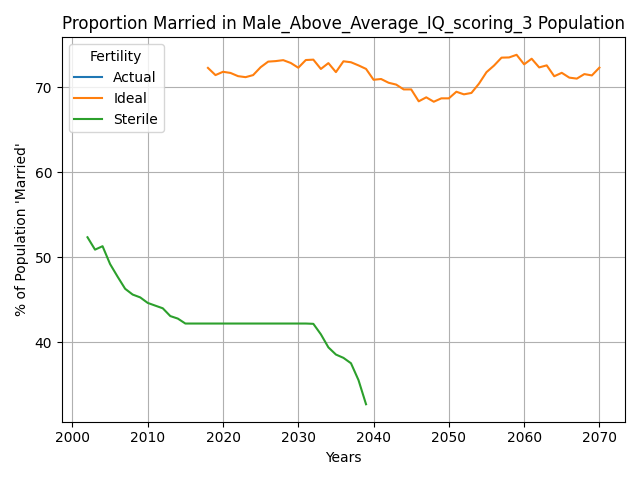 Proportion Married in Male_Above_Average_IQ_scoring_3 Population
Fertility
Actual
Ideal
Sterile
% of Population 'Married'
70
60
50
40
2000 2010 2020 2030 2040 2050 2060 2070
Years